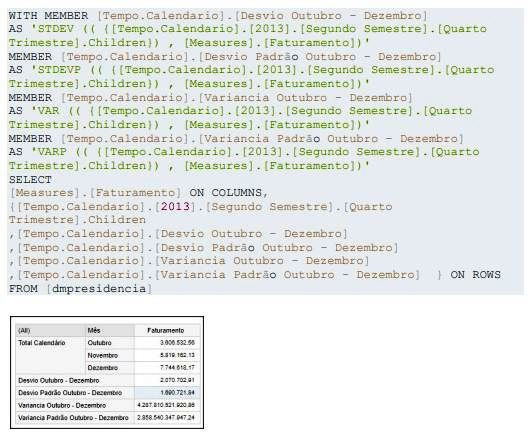 WITH MEMBER [Tempo.Calendario].[Desvio Outubro - Dezembro]
AS 'STDEV (( {[Tempo.Calendario].[2013].[Segundo Semestre].[Quarto
Trimestre].Children}) , [Measures].[Faturamento])'
MEMBER [Tempo.Calendario].[Desvio Padrão Outubro - Dezembro]
AS 'STDEVP (( {[Tempo.Calendario].[2013].[Segundo Semestre].[Quarto
Trimestre].Children}) , [Measures].[Faturamento])'
MEMBER [Tempo.Calendario].[Variancia Outubro - Dezembro]
AS 'VAR (( {[Tempo.Calendario].[2013].[Segundo Semestre].[Quarto
Trimestre].Children}) , [Measures].[Faturamento])'
MEMBER [Tempo.Calendario].[Variancia Padrão Outubro - Dezembro]
AS 'VARP (( {[Tempo.Calendario].[2013].[Segundo Semestre].[Quarto
Trimestre].Children}) , [Measures].[Faturamento])'
SELECT
[Measures].[Faturamento] ON COLUMNS,
{[Tempo.Calendario].[2013].[Segundo Semestre].[Quarto
Trimestre].Children
,[Tempo.Calendario].[Desvio Outubro - Dezembro]
,[Tempo.Calendario].[Desvio Padrão Outubro - Dezembro]
,[Tempo.Calendario].[Variancia Outubro - Dezembro]
,[Tempo.Calendario].[Variancia Padrão Outubro - Dezembro] } ON ROWS
FROM [dmpresidencia]
(All) Mês Faturamento
Total Calendário Outubro 3.606.532,56
Novembro 5.819.162,13
Dezembro 7.744.618,17
Desvio Outubro - Dezembro 2.070.702,91
Desvio Padrão Outubro - Dezembro 1.690.721,84
Variancia Outubro - Dezembro 4.287.810.521.920,86
Variancia Padrão Outubro - Dezembro 2.858.540.347.947,24